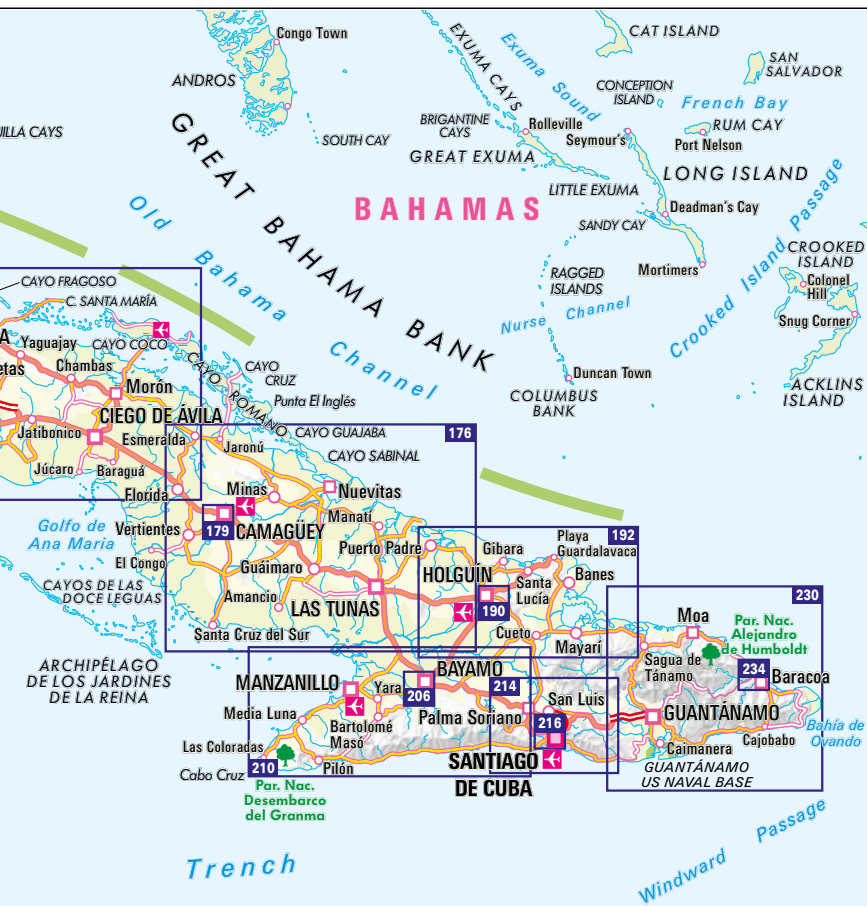 Congo Town
ANDROS
CAT ISLAND
SAN
SALVADOR
EXUMA CAYS
Exuma Sound
CONCEPTION
ISLAND
French Bay
RUM CAY
Port Nelson
SOUTH CAY
BRIGANTINE
CAYS
Rolleville
Seymour's
GREAT EXUMA
LONG ISLAND
LITTLE EXUMA
Deadman's Cay
SANDY CAY
BAHAMAS
GREAT BAHAMA BANK
Old Bahama Channel
Mortimers
CROOKED
ISLAND
Crooked Island Passage
Colonel
Hill
RAGGED
ISLANDS
Nurse Channel
Snug Corner
Duncan Town
COLUMBUS
BANK
ACKLINS
ISLAND
CAYO FRAGOSO
C. SANTA MARÍA
Yaguajay
CAYO COCO
Chambas
CAYO
CRUZ
CAYO ROMANO
Morón
Punta El Inglés
CIEGO DE ÁVILA
CAYO GUAJABA
Jatibonico
Esmeralda
Jaronú
176
CAYO SABINAL
Júcaro
Baraguá
Florida
Minas
Nuevitas
Golfo de
Ana María
Vertientes
179
CAMAGÜEY
Manatí
Puerto Padre
192
Playa
Guardalavaca
Gibara
El Congo
Guáimaro
HOLGUÍN
Santa
Lucía
Banes
CAYOS DE LAS
DOCE LEGUAS
Amancio
LAS TUNAS
190
230
Santa Cruz del Sur
Cueto
Mayarí
Moa
Par. Nac.
Alejandro
de Humboldt
ARCHIPÉLAGO
DE LOS JARDINES
DE LA REINA
Sagua de
Tánamo
234
Baracoa
MANZANILLO
Yara
BAYAMO
206
214
San Luis
Media Luna
Bartolomé
Masó
Palma Soriano
216
GUANTÁNAMO
Bahía de
Ovando
Las Coloradas
Caimanera
Cajobabo
Cabo Cruz
210
Pilón
SANTIAGO
DE CUBA
GUANTÁNAMO
US NAVAL BASE
Par. Nac.
Desembarco
del Granma
Trench
Windward Passage